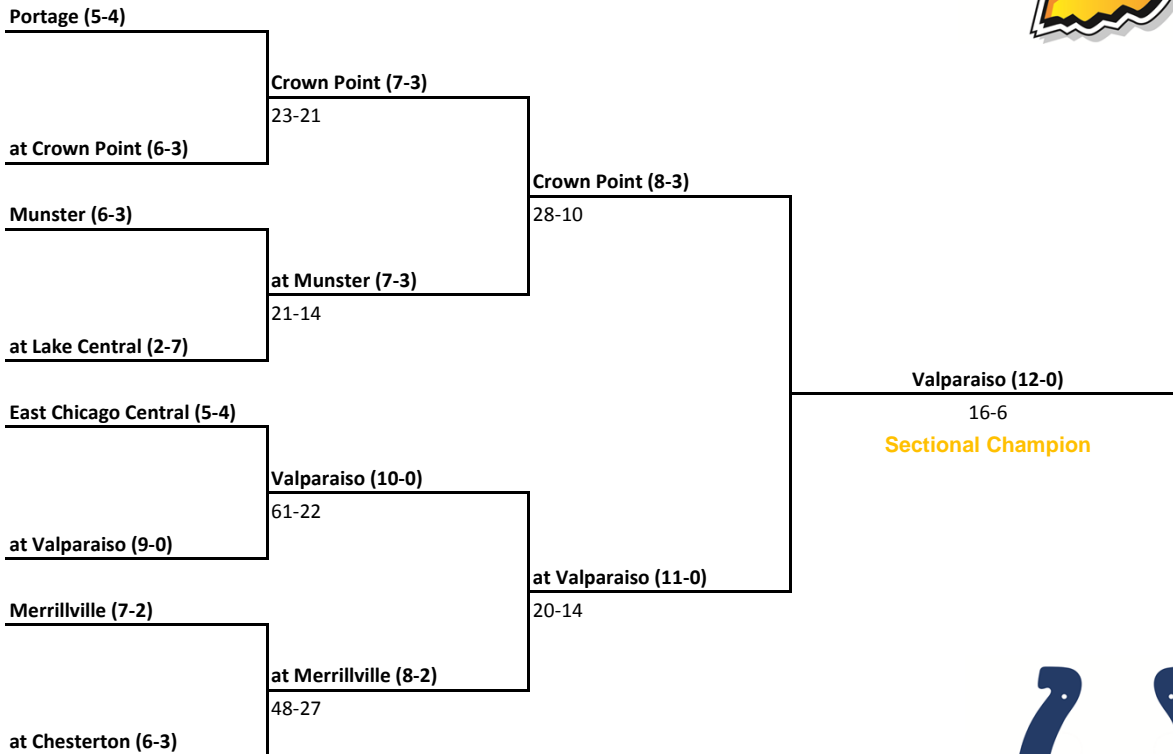 Portage (5-4)
Crown Point (7-3)
23-21
at Crown Point (6-3)
Crown Point (8-3)
28-10
Munster (6-3)
at Munster (7-3)
21-14
at Lake Central (2-7)
Valparaiso (12-0)
16-6
Sectional Champion
East Chicago Central (5-4)
Valparaiso (10-0)
61-22
at Valparaiso (9-0)
at Valparaiso (11-0)
20-14
Merrillville (7-2)
at Merrillville (8-2)
48-27
at Chesterton (6-3)